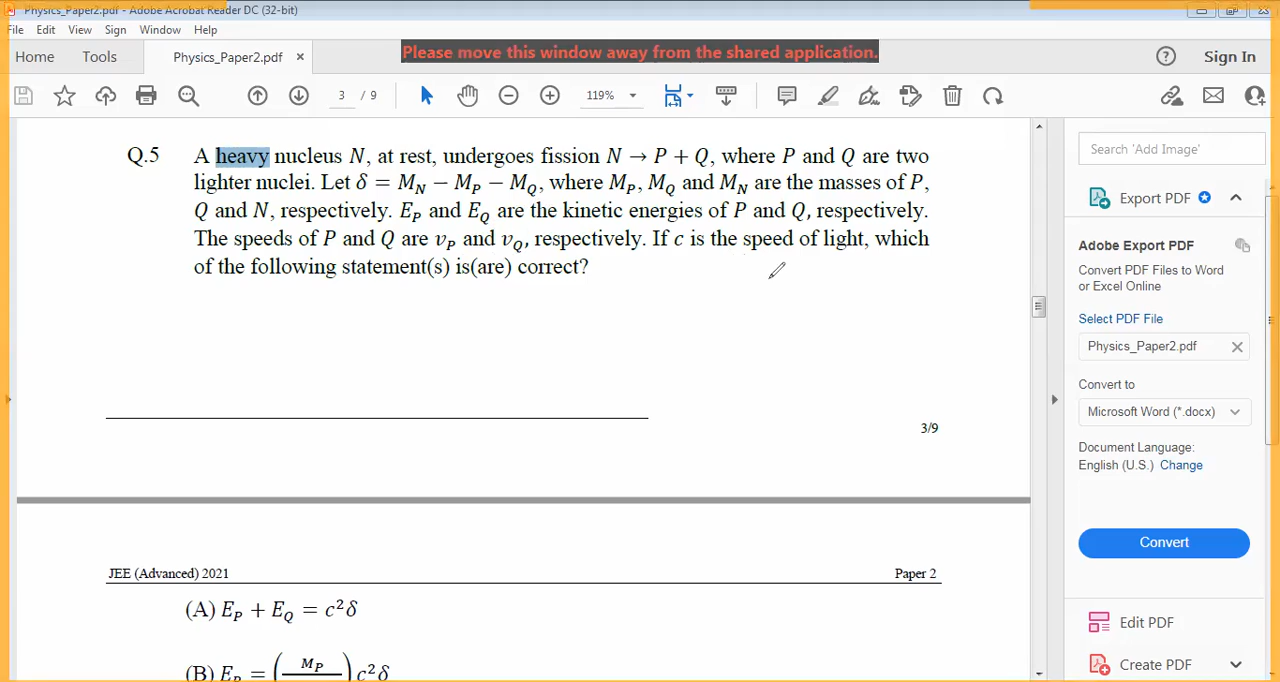 Physics_Paper2.pdf - Adobe Acrobat Reader DC (32-bit)
File Edit View Sign Window Help
Home Tools Physics_Paper2.pdf ×
Please move this window away from the shared application.
Sign In
3 / 9 119%
Q.5 A heavy nucleus N, at rest, undergoes fission N → P + Q, where P and Q are two
lighter nuclei. Let δ = M_N − M_P − M_Q, where M_P, M_Q and M_N are the masses of P,
Q and N, respectively. E_P and E_Q are the kinetic energies of P and Q, respectively.
The speeds of P and Q are v_P and v_Q, respectively. If c is the speed of light, which
of the following statement(s) is(are) correct?
3/9
JEE (Advanced) 2021 Paper 2
(A) E_P + E_Q = c²δ
(B) E_P = (M_P) c²δ
Search 'Add Image'
Export PDF
Adobe Export PDF
Convert PDF Files to Word
or Excel Online
Select PDF File
Physics_Paper2.pdf
Convert to
Microsoft Word (*.docx)
Document Language:
English (U.S.) Change
Convert
Edit PDF
Create PDF